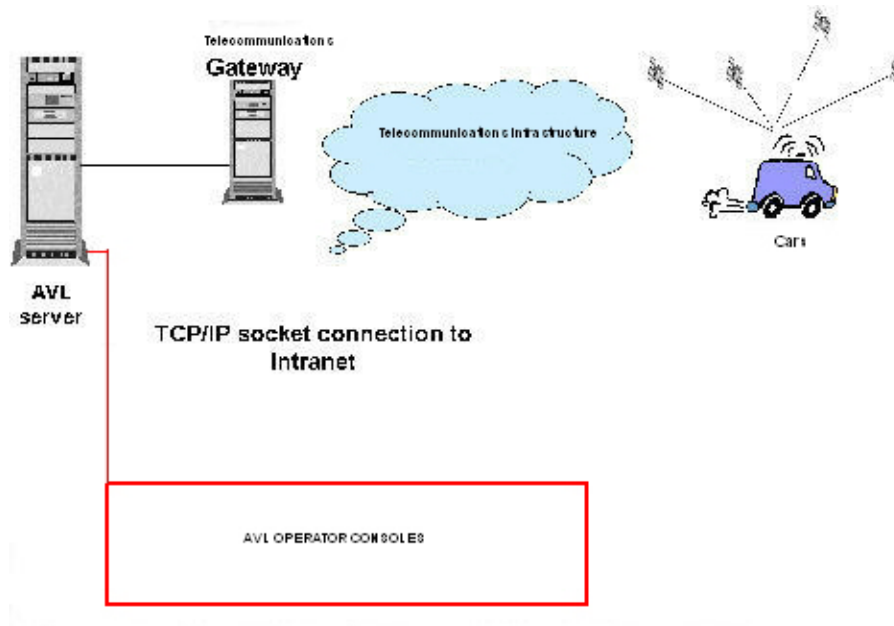 Telecommunications
Gateway
Telecommunications Infrastructure
Cars
AVL
server
TCP/IP socket connection to
Intranet
AVL OPERATOR CONSOLES